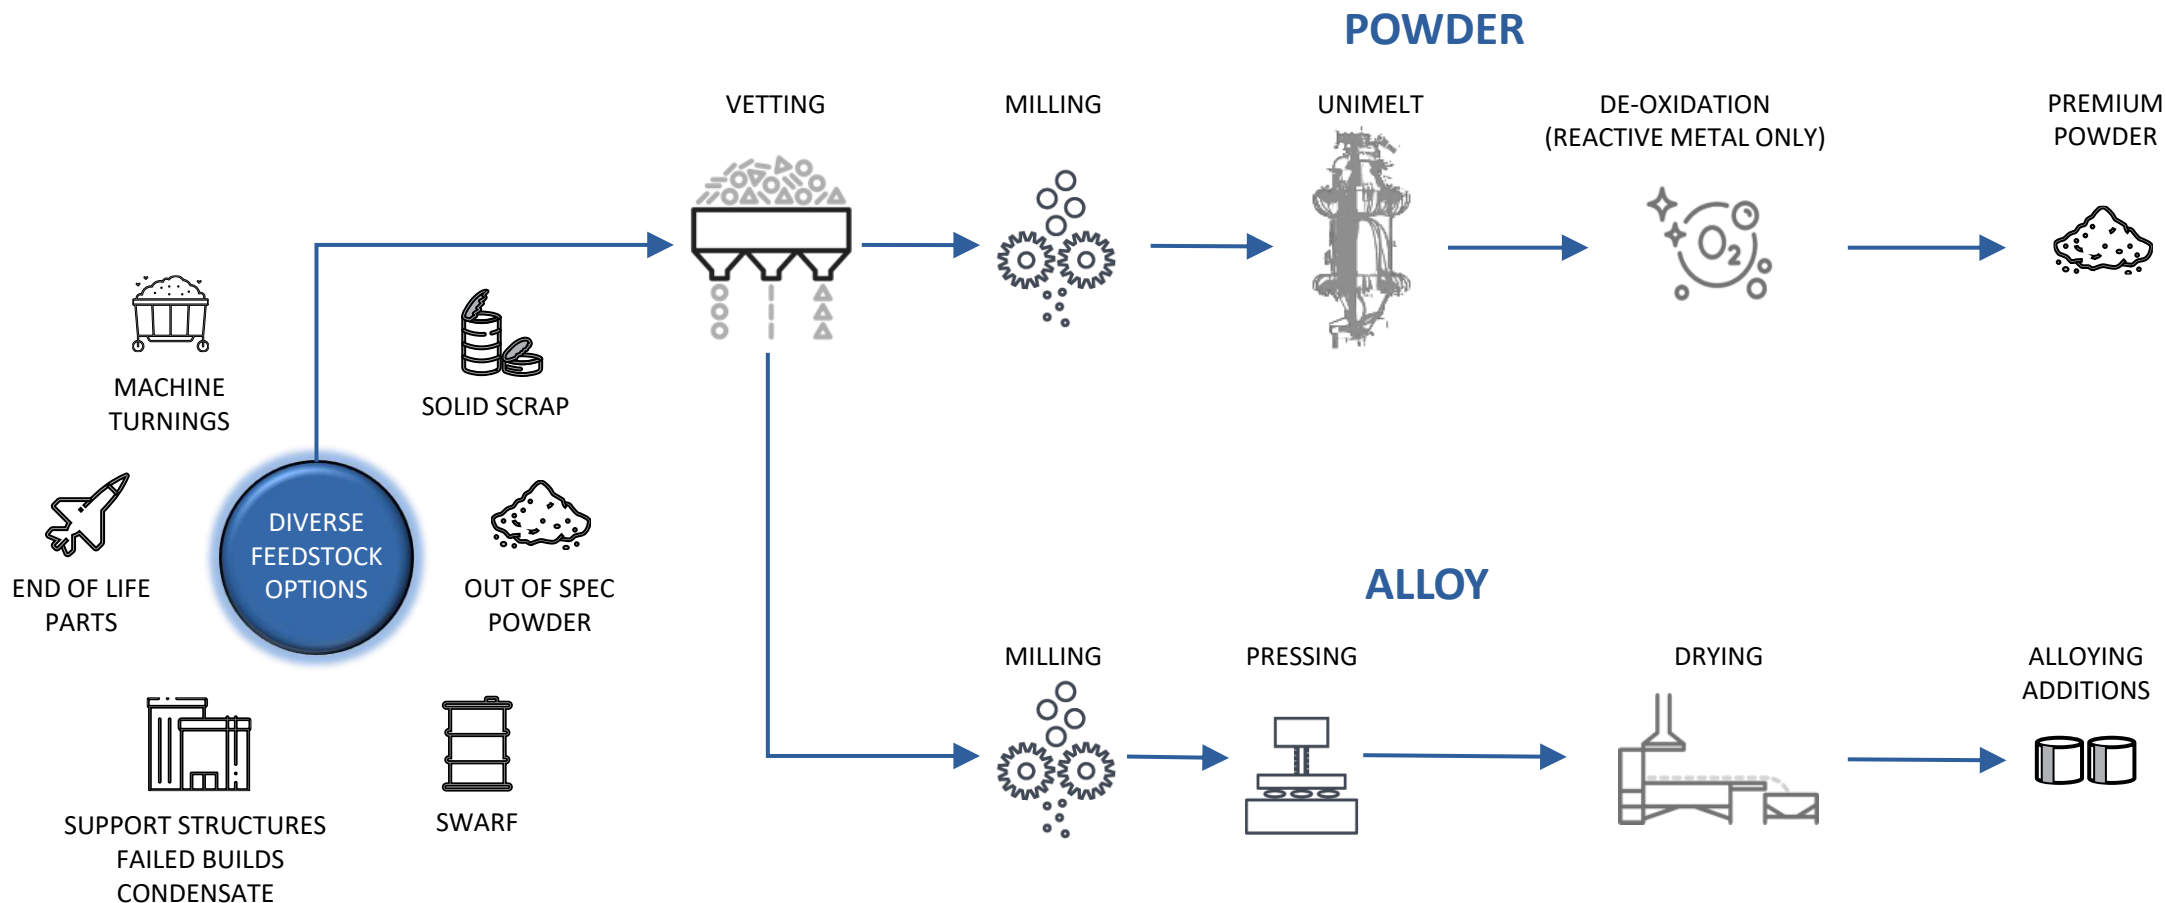 POWDER
VETTING
MILLING
UNIMELT
DE-OXIDATION
(REACTIVE METAL ONLY)
PREMIUM
POWDER
O2
MACHINE
TURNINGS
SOLID SCRAP
END OF LIFE
PARTS
DIVERSE
FEEDSTOCK
OPTIONS
OUT OF SPEC
POWDER
SUPPORT STRUCTURES
FAILED BUILDS
CONDENSATE
SWARF
ALLOY
MILLING
PRESSING
DRYING
ALLOYING
ADDITIONS